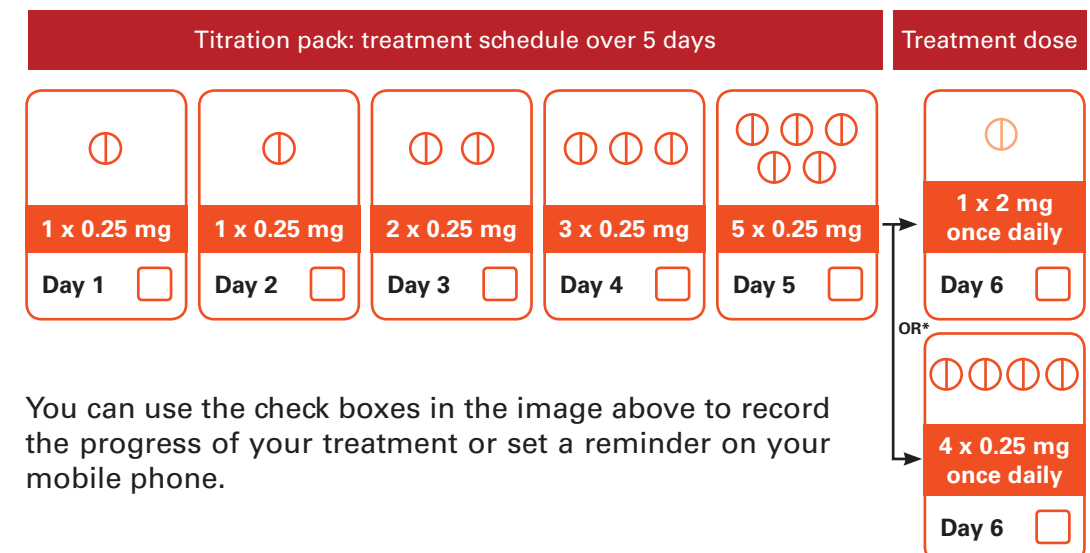 Titration pack: treatment schedule over 5 days
Treatment dose
1 x 0.25 mg
Day 1
1 x 0.25 mg
Day 2
2 x 0.25 mg
Day 3
3 x 0.25 mg
Day 4
5 x 0.25 mg
Day 5
1 x 2 mg
once daily
Day 6
OR*
4 x 0.25 mg
once daily
Day 6
You can use the check boxes in the image above to record
the progress of your treatment or set a reminder on your
mobile phone.